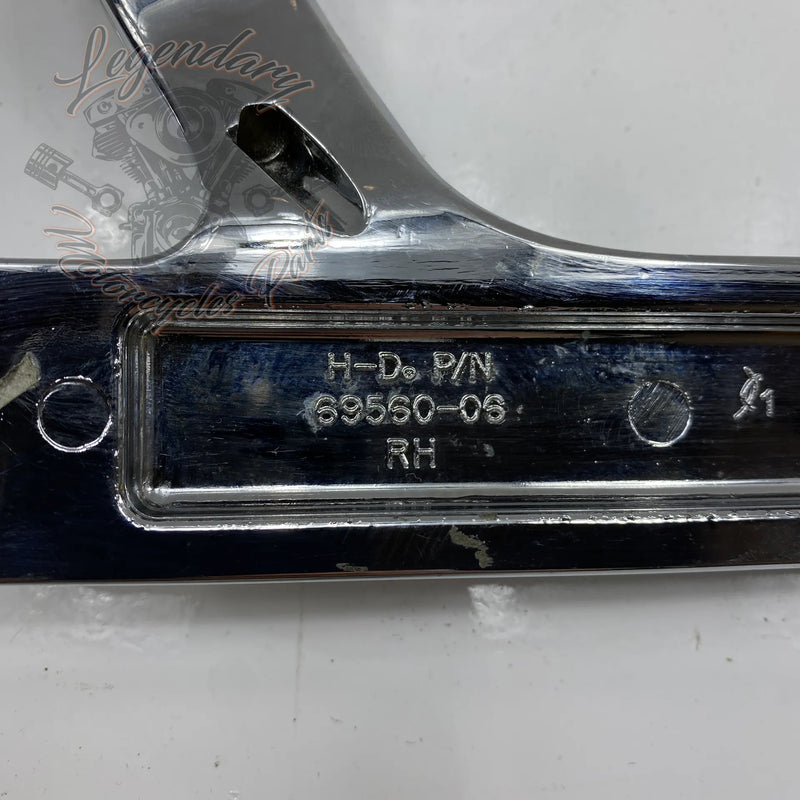 Legendary
Motorcycles Parts
H-D® P/N
69560-06
RH